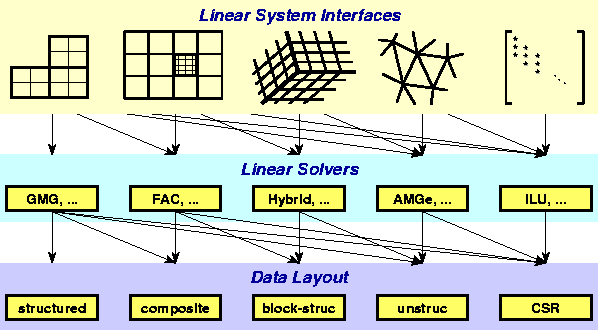 Linear System Interfaces
Linear Solvers
GMG, ... FAC, ... Hybrid, ... AMGe, ... ILU, ...
Data Layout
structured composite block-struc unstruc CSR